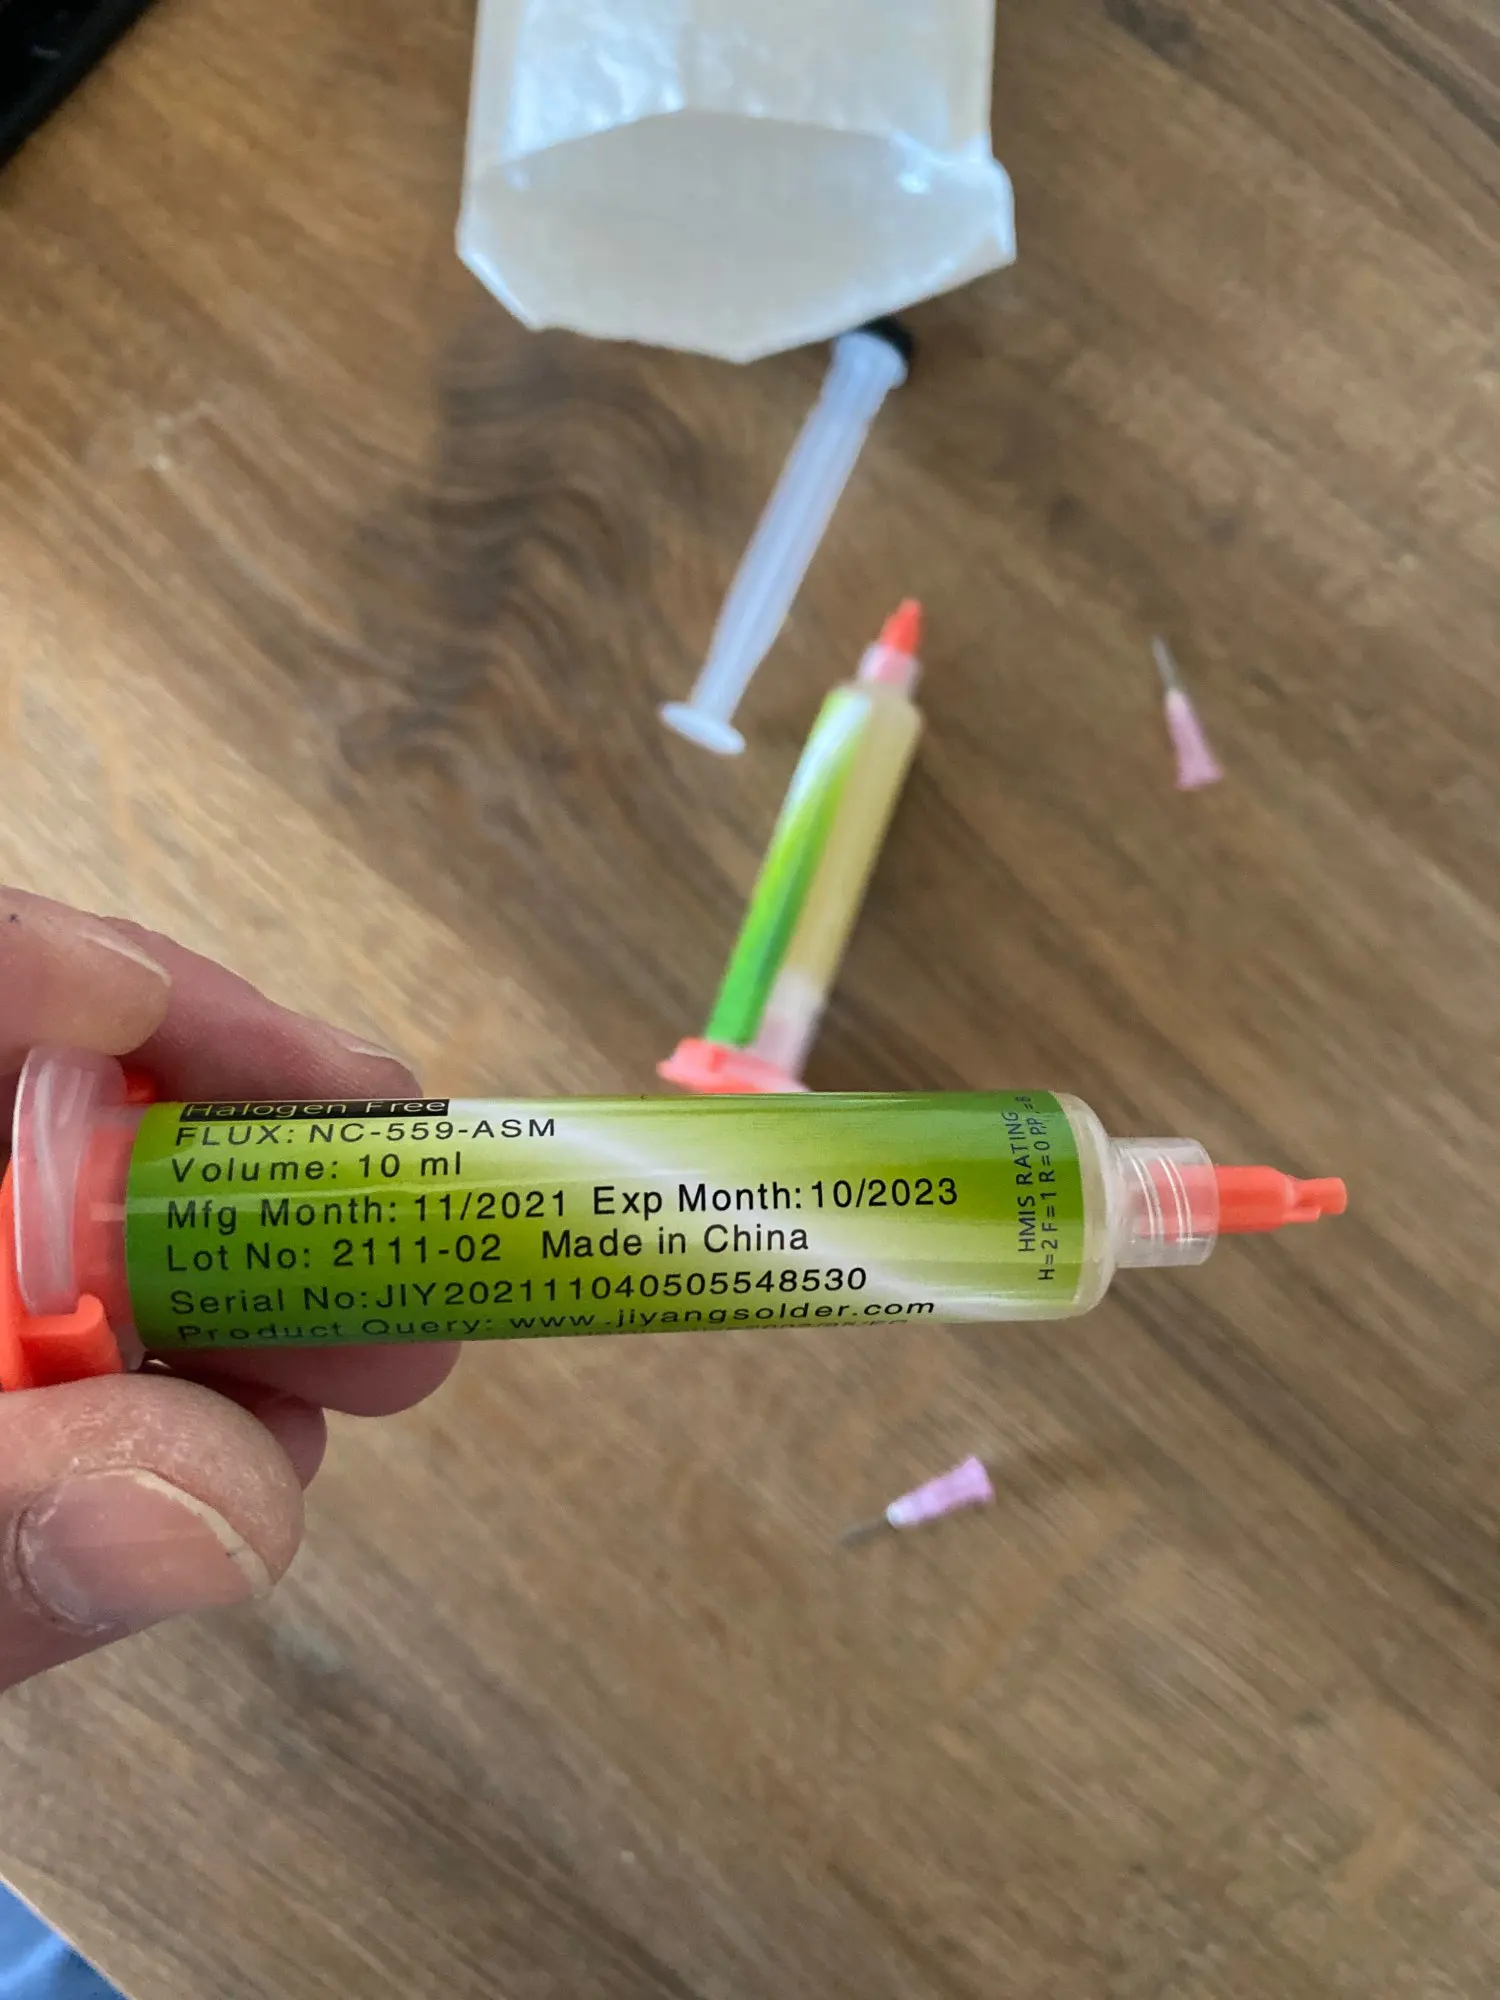 Halogen Free
FLUX: NC-559-ASM
Volume: 10 ml
Mfg Month: 11/2021 Exp Month: 10/2023
Lot No: 2111-02 Made in China
Serial No: JIY202111040505548530
Product Query: www.jiyangsolder.com
HMIS RATING
H=2 F=1 R=0